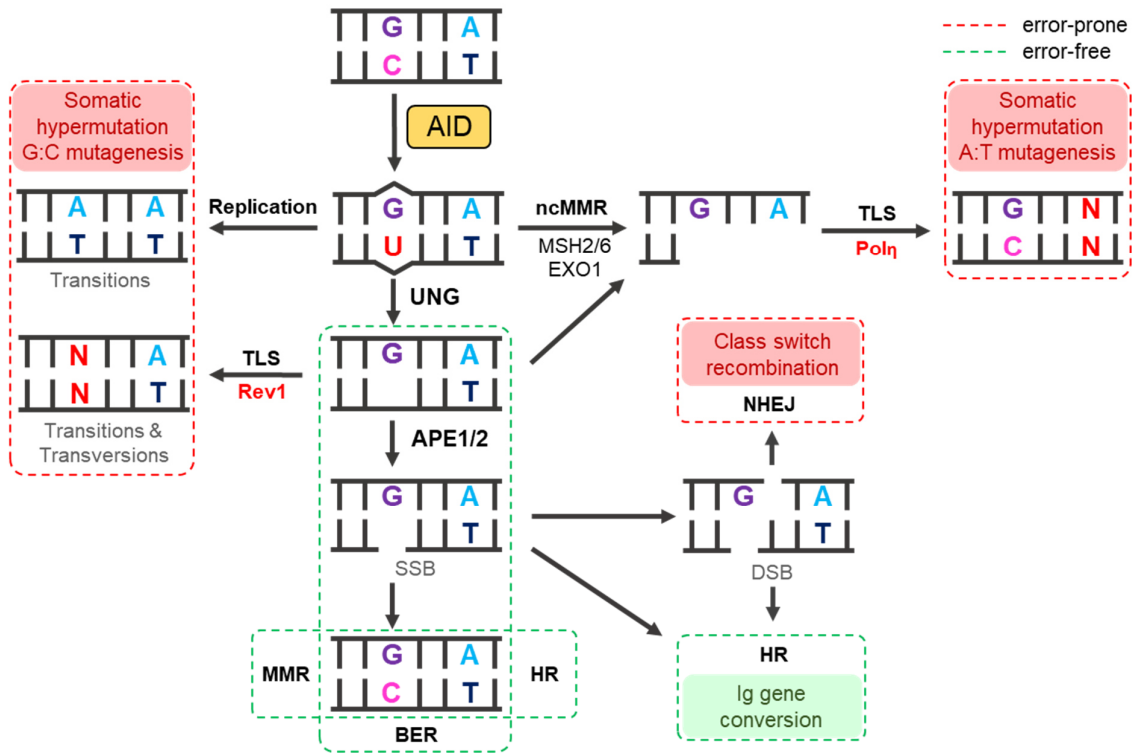 G A
C T
error-prone
error-free
AID
Somatic
hypermutation
G:C mutagenesis
A A
T T
Transitions
N A
N T
Transitions &
Transversions
Replication
G A
U T
ncMMR
MSH2/6
EXO1
G A
TLS
Polη
Somatic
hypermutation
A:T mutagenesis
G N
C N
UNG
TLS
Rev1
G A
T
APE1/2
G A
T
SSB
Class switch
recombination
NHEJ
G A
T
DSB
MMR
G A
C T
HR
BER
HR
Ig gene
conversion